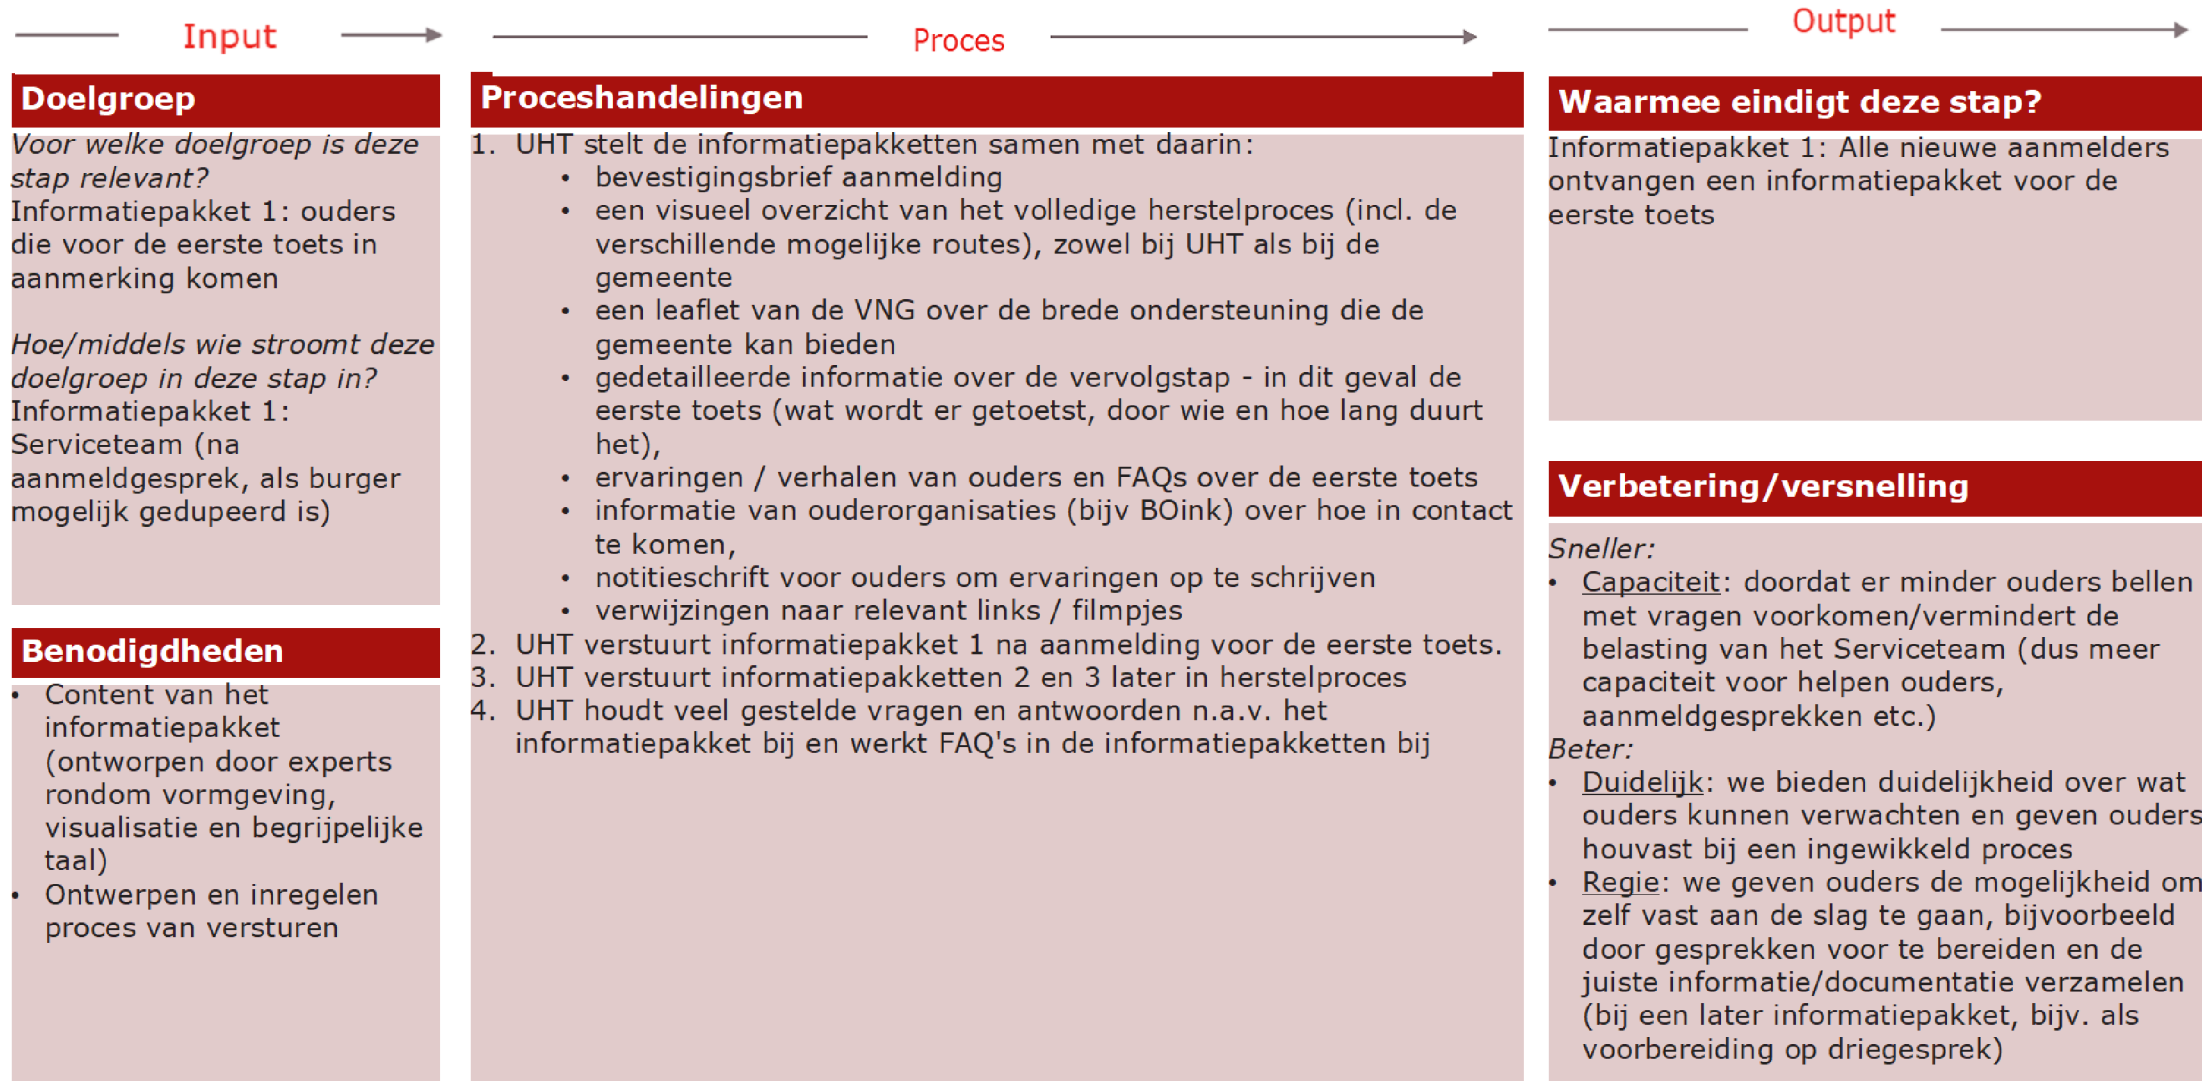 Input
Doelgroep
Voor welke doelgroep is deze
stap relevant?
Informatiepakket 1: ouders
die voor de eerste toets in
aanmerking komen
Hoe/middels wie stroomt deze
doelgroep in deze stap in?
Informatiepakket 1:
Serviceteam (na
aanmeldgesprek, als burger
mogelijk gedupeerd is)
Benodigdheden
• Content van het
informatiepakket
(ontworpen door experts
rondom vormgeving,
visualisatie en begrijpelijke
taal)
• Ontwerpen en inregelen
proces van versturen
Proces
Proceshandelingen
1. UHT stelt de informatiepakketten samen met daarin:
• bevestigingsbrief aanmelding
• een visueel overzicht van het volledige herstelproces (incl. de
verschillende mogelijke routes), zowel bij UHT als bij de
gemeente
• een leaflet van de VNG over de brede ondersteuning die de
gemeente kan bieden
• gedetailleerde informatie over de vervolgstap - in dit geval de
eerste toets (wat wordt er getoetst, door wie en hoe lang duurt
het),
• ervaringen / verhalen van ouders en FAQs over de eerste toets
• informatie van ouderorganisaties (bijv BOink) over hoe in contact
te komen,
• notitieschrift voor ouders om ervaringen op te schrijven
• verwijzingen naar relevant links / filmpjes
2. UHT verstuurt informatiepakket 1 na aanmelding voor de eerste toets.
3. UHT verstuurt informatiepakketten 2 en 3 later in herstelproces
4. UHT houdt veel gestelde vragen en antwoorden n.a.v. het
informatiepakket bij en werkt FAQ's in de informatiepakketten bij
Output
Waarmee eindigt deze stap?
Informatiepakket 1: Alle nieuwe aanmelders
ontvangen een informatiepakket voor de
eerste toets
Verbetering/versnelling
Sneller:
• Capaciteit: doordat er minder ouders bellen
met vragen voorkomen/vermindert de
belasting van het Serviceteam (dus meer
capaciteit voor helpen ouders,
aanmeldgesprekken etc.)
Beter:
• Duidelijk: we bieden duidelijkheid over wat
ouders kunnen verwachten en geven ouders
houvast bij een ingewikkeld proces
• Regie: we geven ouders de mogelijkheid om
zelf vast aan de slag te gaan, bijvoorbeeld
door gesprekken voor te bereiden en de
juiste informatie/documentatie verzamelen
(bij een later informatiepakket, bijv. als
voorbereiding op driegesprek)